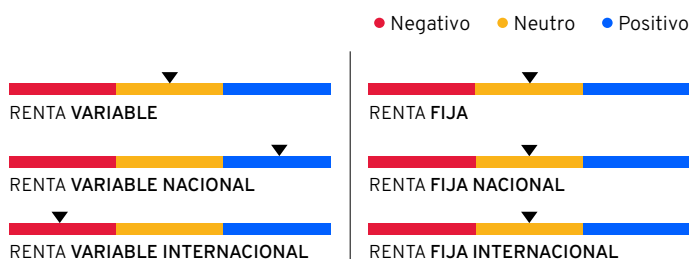 Negativo Neutro Positivo
RENTA VARIABLE
RENTA VARIABLE NACIONAL
RENTA VARIABLE INTERNACIONAL
RENTA FIJA
RENTA FIJA NACIONAL
RENTA FIJA INTERNACIONAL